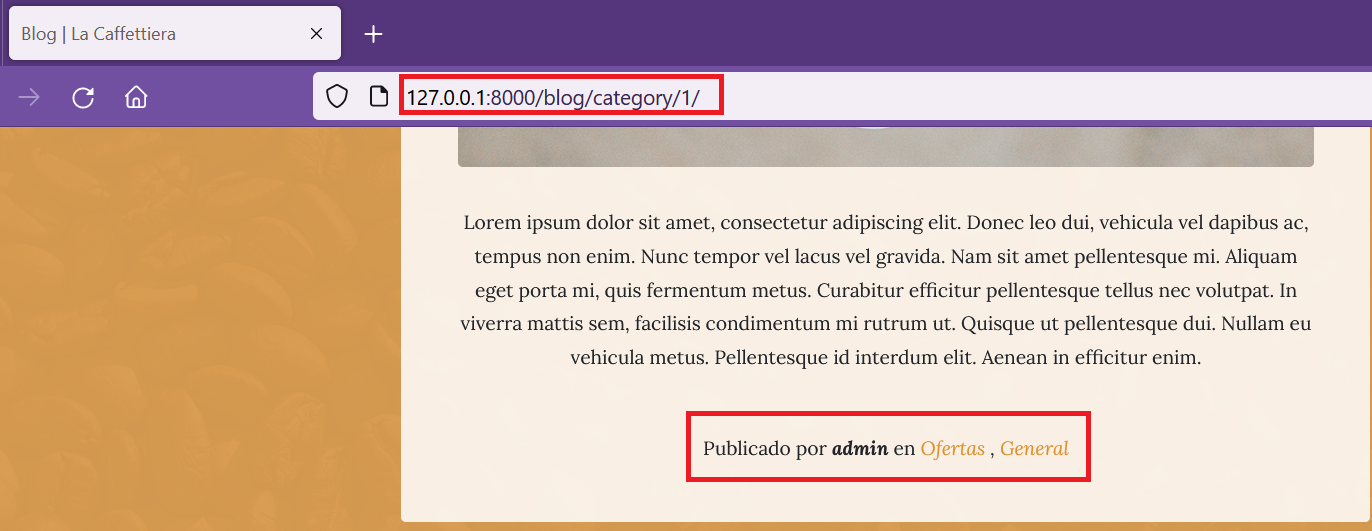 Blog | La Caffettiera
127.0.0.1:8000/blog/category/1/
Lorem ipsum dolor sit amet, consectetur adipiscing elit. Donec leo dui, vehicula vel dapibus ac,
tempus non enim. Nunc tempor vel lacus vel gravida. Nam sit amet pellentesque mi. Aliquam
eget porta mi, quis fermentum metus. Curabitur efficitur pellentesque tellus nec volutpat. In
viverra mattis sem, facilisis condimentum mi rutrum ut. Quisque ut pellentesque dui. Nullam eu
vehicula metus. Pellentesque id interdum elit. Aenean in efficitur enim.
Publicado por admin en Ofertas , General